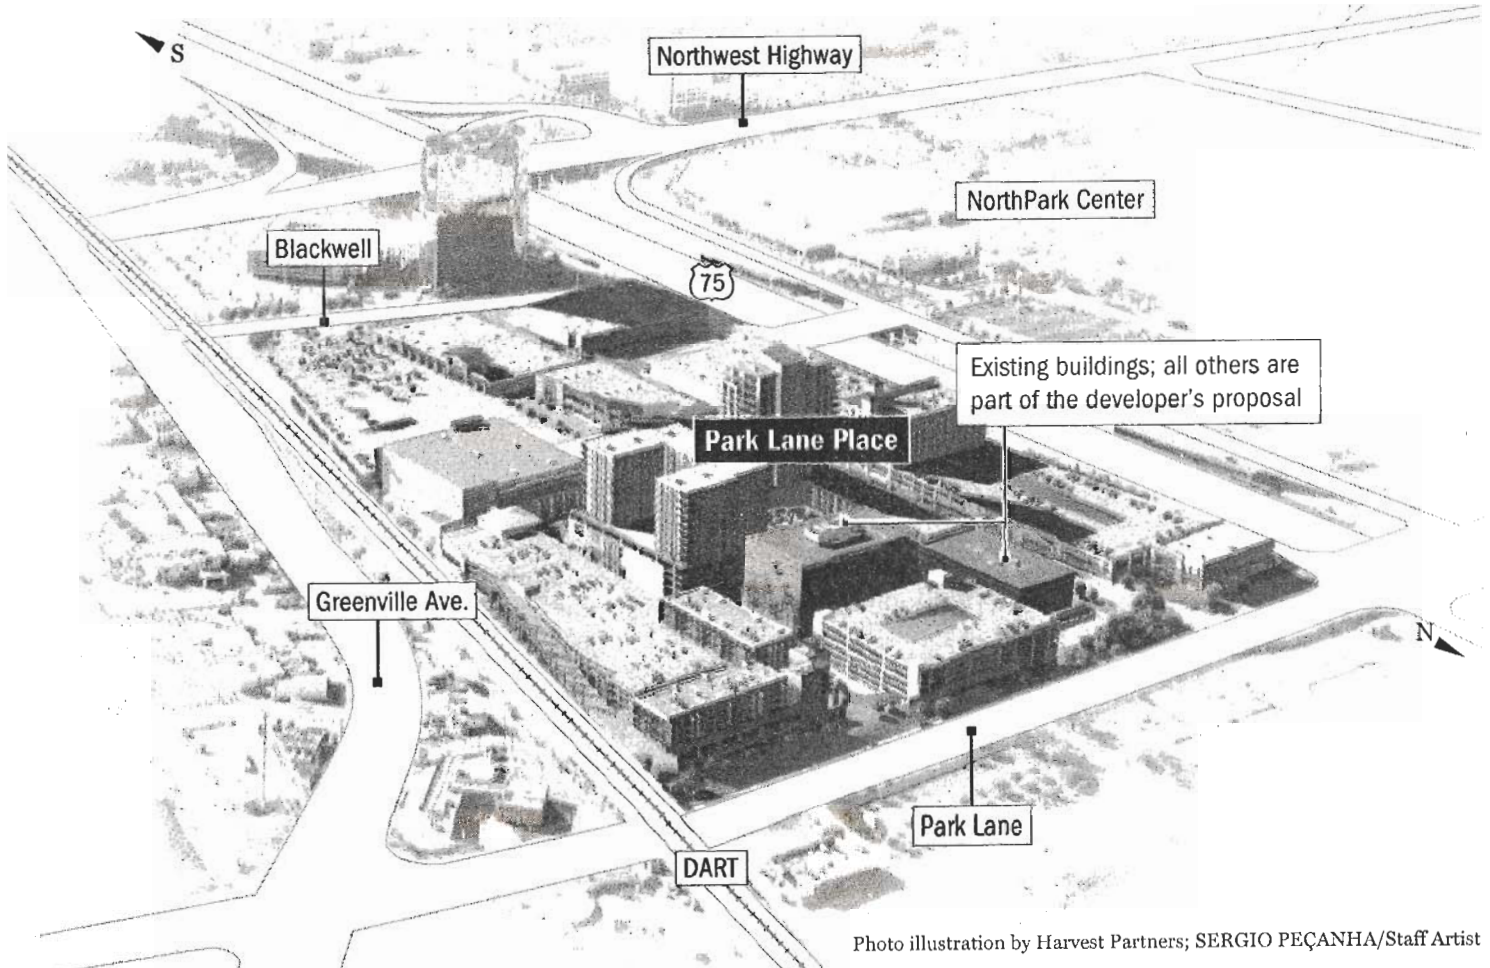 S
Northwest Highway
NorthPark Center
Blackwell
75
Existing buildings; all others are
part of the developer's proposal
Park Lane Place
Greenville Ave.
N
Park Lane
DART
Photo illustration by Harvest Partners; SERGIO PEÇANHA/Staff Artist